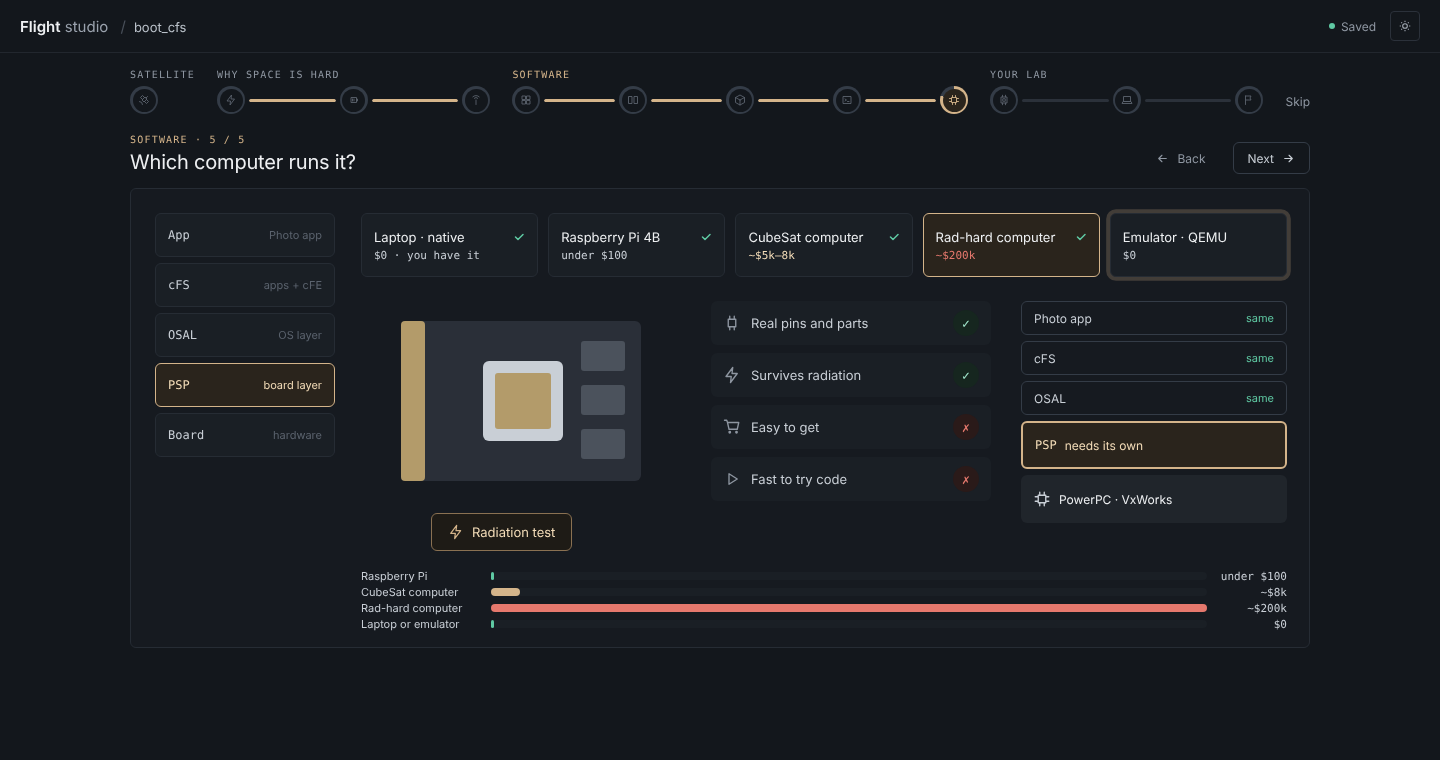 Flight studio / boot_cfs
Saved
SATELLITE
WHY SPACE IS HARD
SOFTWARE
YOUR LAB
Skip
SOFTWARE · 5 / 5
Which computer runs it?
← Back
Next →
App Photo app
cFS apps + cFE
OSAL OS layer
PSP board layer
Board hardware
Laptop · native ✓
$0 · you have it
Raspberry Pi 4B ✓
under $100
CubeSat computer ✓
~$5k–8k
Rad-hard computer ✓
~$200k
Emulator · QEMU
$0
Radiation test
Real pins and parts ✓
Survives radiation ✓
Easy to get ✗
Fast to try code ✗
Photo app same
cFS same
OSAL same
PSP needs its own
PowerPC · VxWorks
Raspberry Pi under $100
CubeSat computer ~$8k
Rad-hard computer ~$200k
Laptop or emulator $0